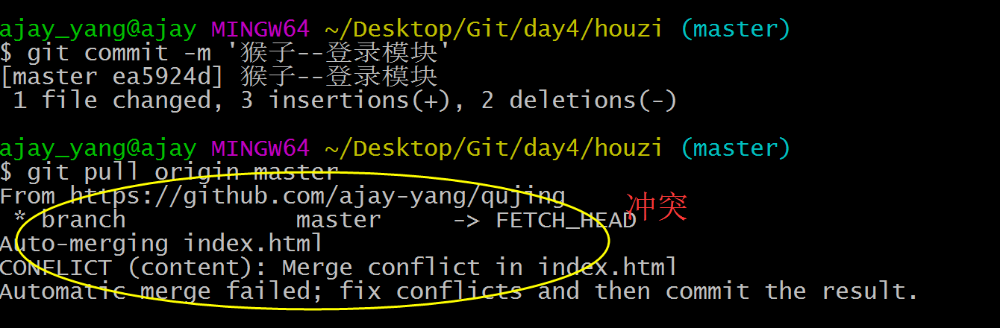 ajay_yang@ajay MINGW64 ~/Desktop/Git/day4/houzi (master)
$ git commit -m '猴子--登录模块'
[master ea5924d] 猴子--登录模块
 1 file changed, 3 insertions(+), 2 deletions(-)
ajay_yang@ajay MINGW64 ~/Desktop/Git/day4/houzi (master)
$ git pull origin master
From https://github.com/ajay-yang/qujing
冲突
 * branch            master     -> FETCH_HEAD
Auto-merging index.html
CONFLICT (content): Merge conflict in index.html
Automatic merge failed; fix conflicts and then commit the result.